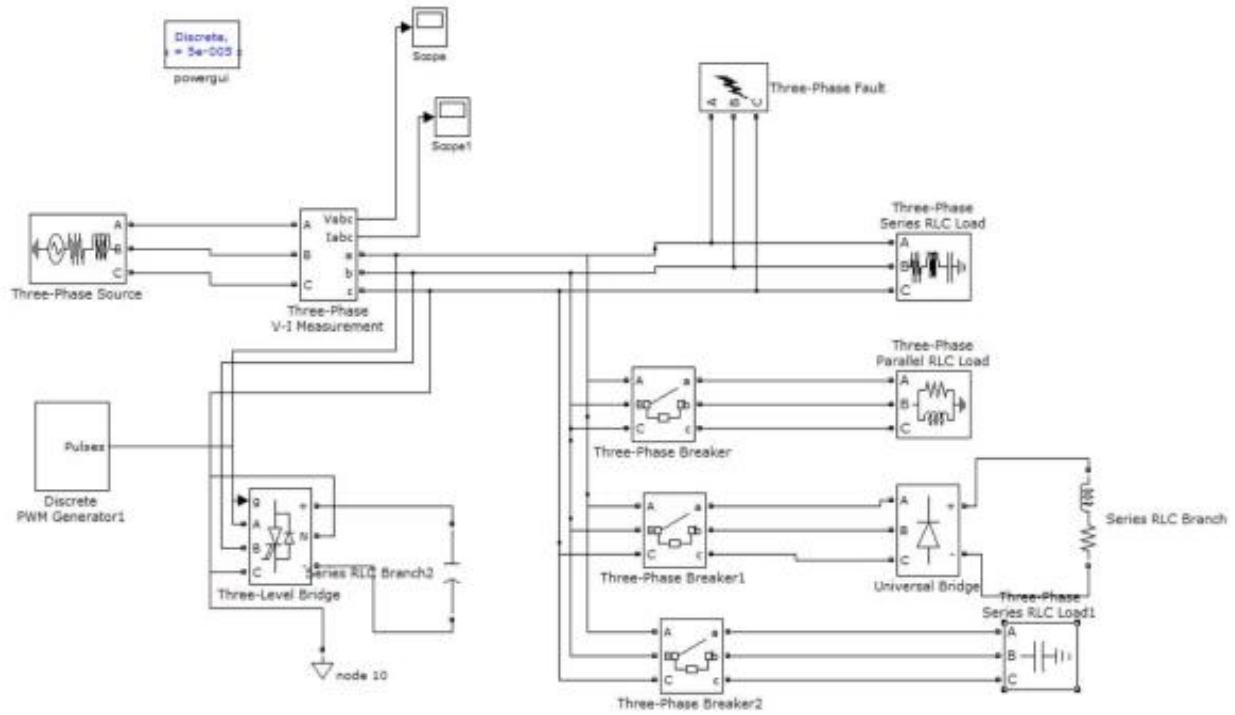 Discrete,
= 5e-005
powergui
Scope
Scope1
Three-Phase Fault
A B C
A
B
C
Three-Phase Source
A
B
C
Vabc
Iabc
a
b
c
Three-Phase
V-I Measurement
Three-Phase
Series RLC Load
A
B
C
Three-Phase
Parallel RLC Load
A
B
C
A
B
C
a
b
c
Three-Phase Breaker
Pulses
Discrete
PWM Generator1
g
A
B
C
+
N
-
Three-Level Bridge
Series RLC Branch2
node 10
A
B
C
a
b
c
Three-Phase Breaker1
A
B
C
+
-
Universal Bridge
Series RLC Branch
Three-Phase
Series RLC Load1
A
B
C
A
B
C
a
b
c
Three-Phase Breaker2